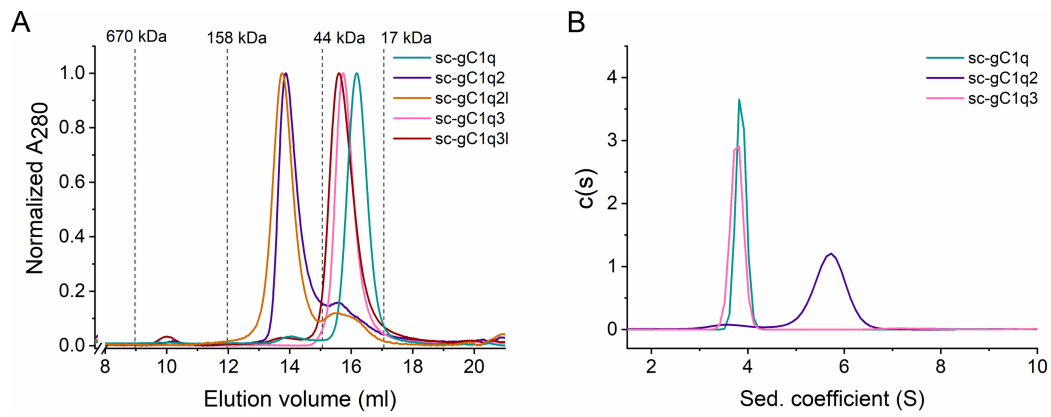 A
670 kDa 158 kDa 44 kDa 17 kDa
sc-gC1q
sc-gC1q2
sc-gC1q2l
sc-gC1q3
sc-gC1q3l
1.0
0.8
0.6
0.4
0.2
0.0
Normalized A280
8 10 12 14 16 18 20
Elution volume (ml)
B
sc-gC1q
sc-gC1q2
sc-gC1q3
4
3
2
1
0
c(s)
2 4 6 8 10
Sed. coefficient (S)